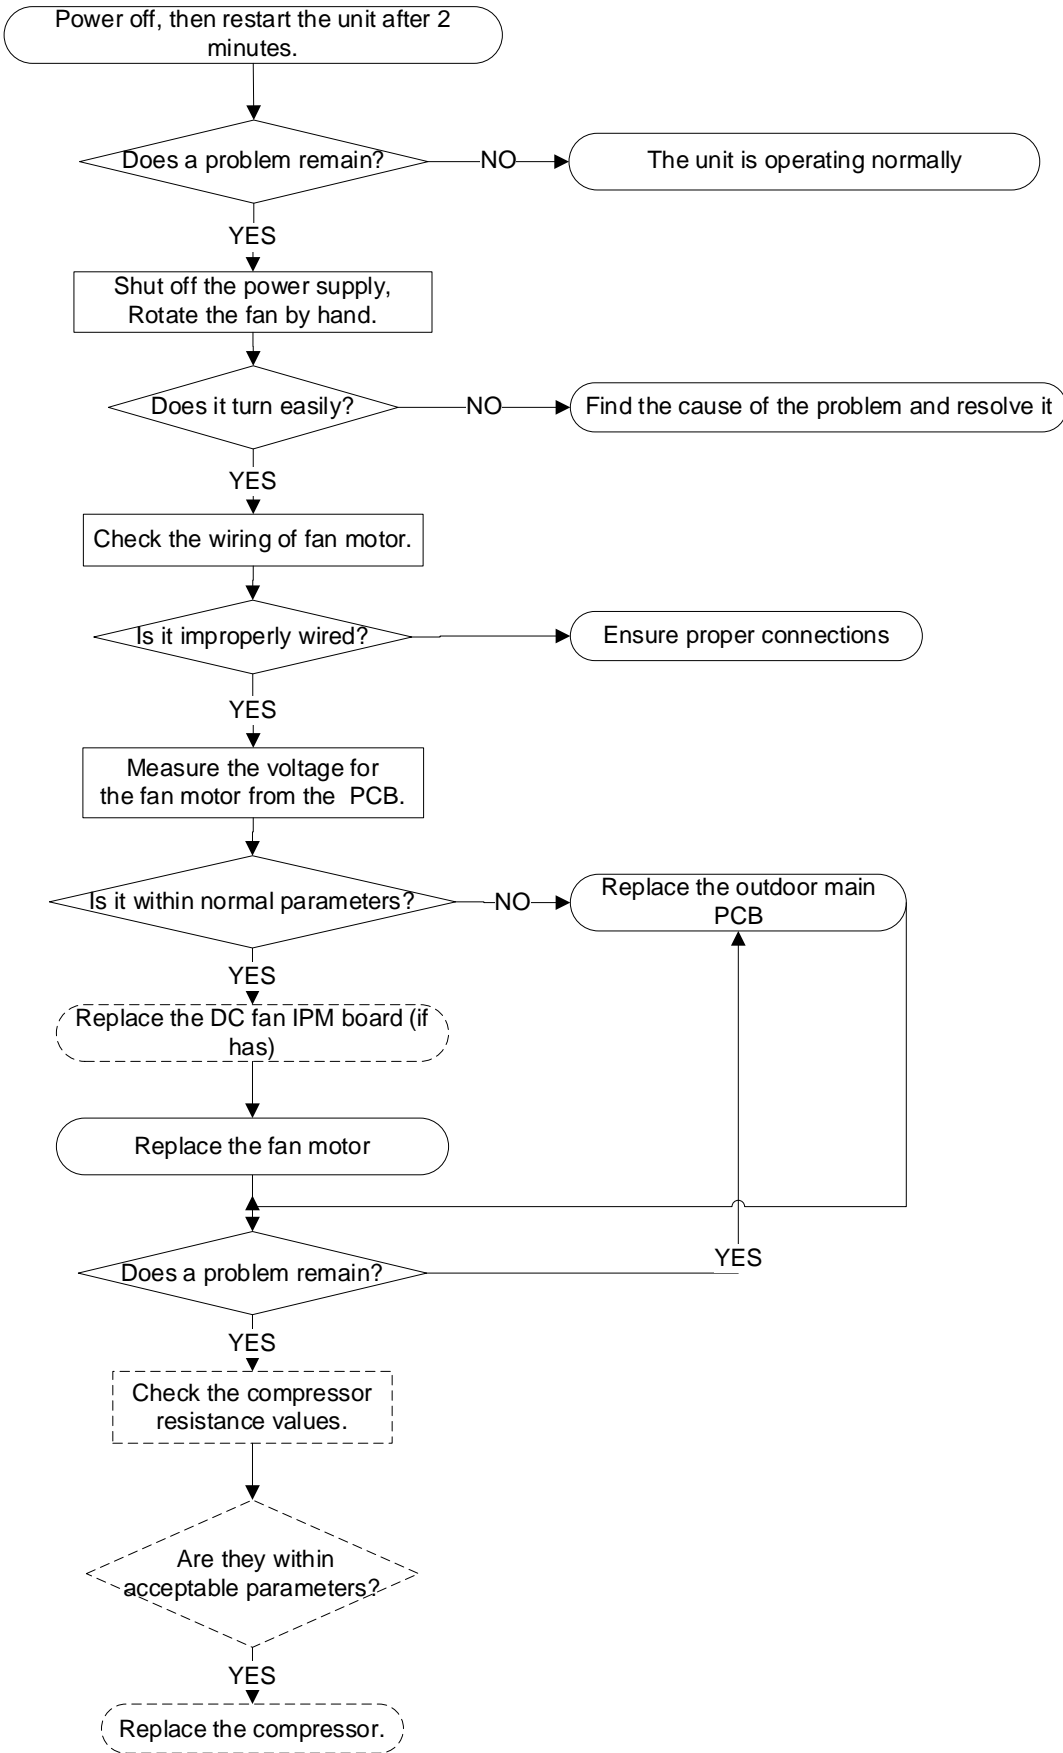 Power off, then restart the unit after 2
minutes.
Does a problem remain?
NO
The unit is operating normally
YES
Shut off the power supply,
Rotate the fan by hand.
Does it turn easily?
NO
Find the cause of the problem and resolve it
YES
Check the wiring of fan motor.
Is it improperly wired?
Ensure proper connections
YES
Measure the voltage for
the fan motor from the PCB.
Is it within normal parameters?
NO
Replace the outdoor main
PCB
YES
Replace the DC fan IPM board (if
has)
Replace the fan motor
Does a problem remain?
YES
YES
Check the compressor
resistance values.
Are they within
acceptable parameters?
YES
Replace the compressor.